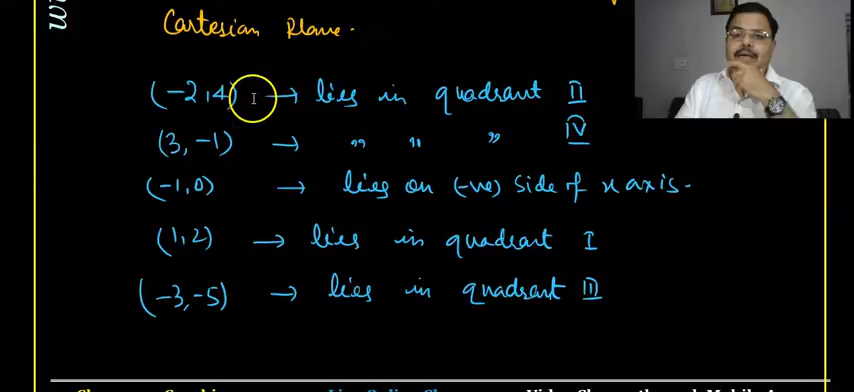 Cartesian Plane.
(-2,4) → lies in quadrant II
(3,-1) → " " " IV
(-1,0) → lies on (-ve) side of x axis.
(1,2) → lies in quadrant I
(-3,-5) → lies in quadrant III